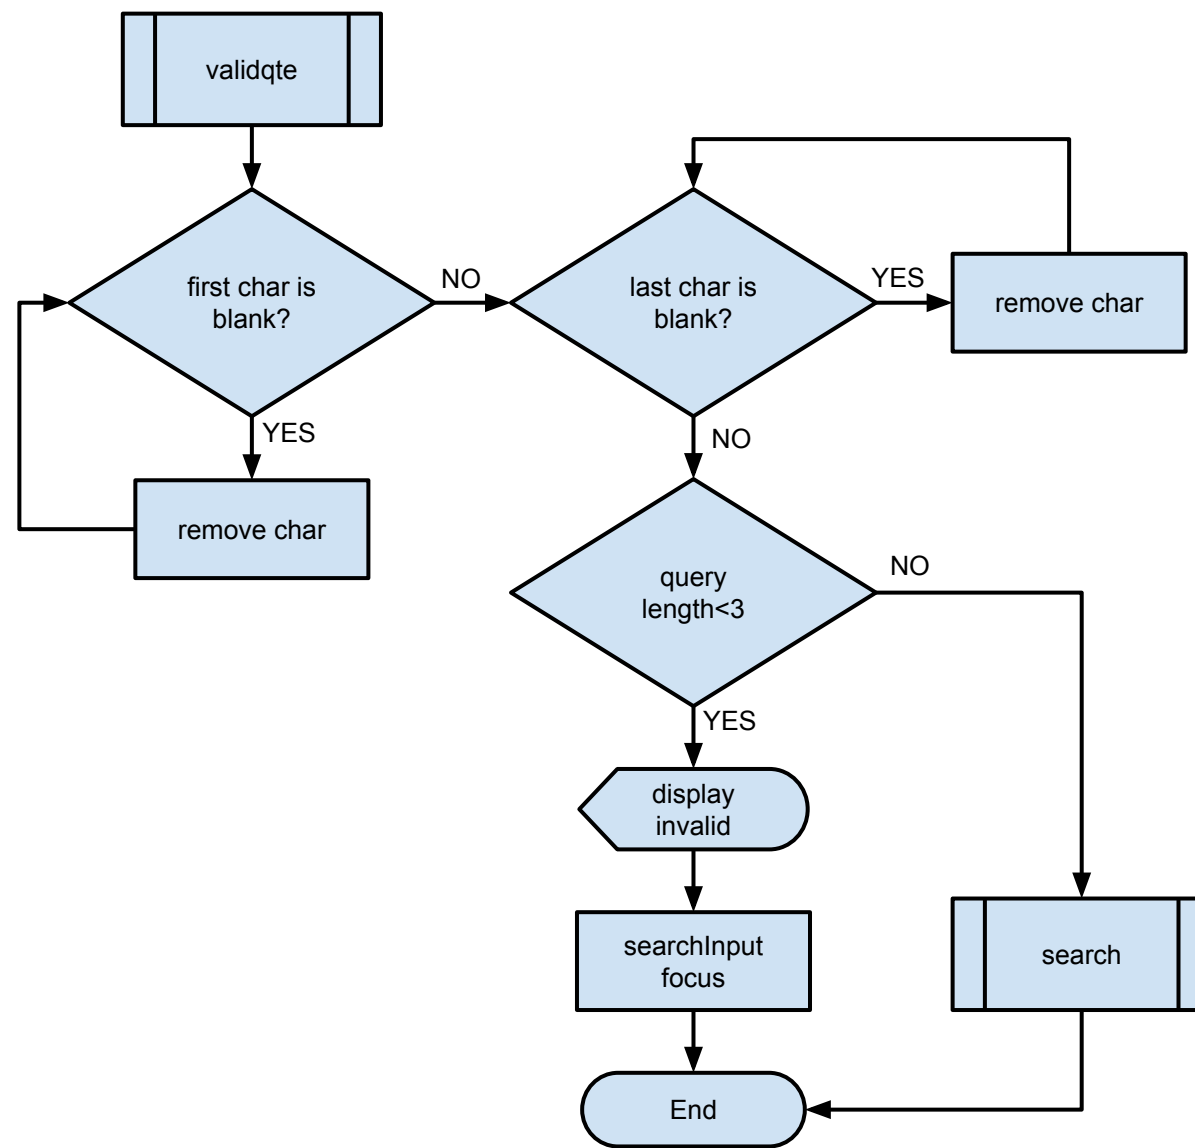 validqte
first char is
blank?
NO
last char is
blank?
YES
remove char
YES
remove char
NO
query
length<3
NO
YES
display
invalid
searchInput
focus
search
End